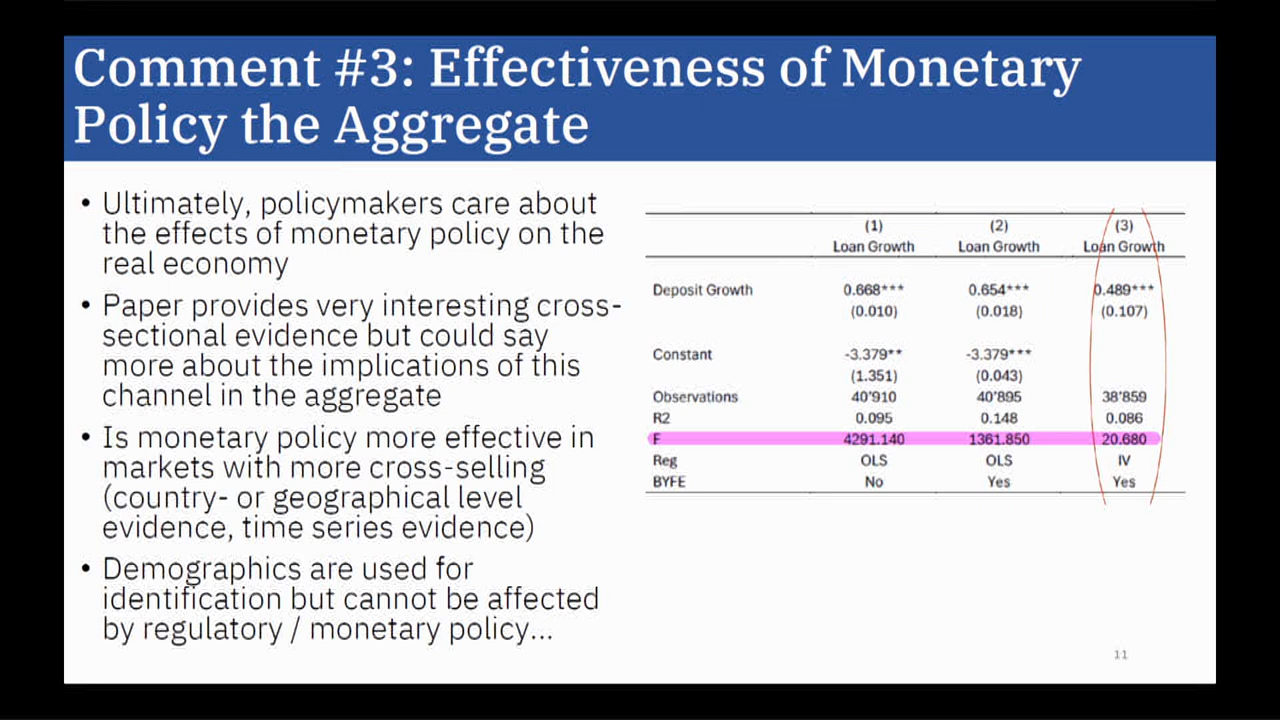 Comment #3: Effectiveness of Monetary
Policy the Aggregate
• Ultimately, policymakers care about
the effects of monetary policy on the
real economy
• Paper provides very interesting cross-
sectional evidence but could say
more about the implications of this
channel in the aggregate
• Is monetary policy more effective in
markets with more cross-selling
(country- or geographical level
evidence, time series evidence)
• Demographics are used for
identification but cannot be affected
by regulatory / monetary policy...
(1) (2) (3)
Loan Growth Loan Growth Loan Growth
Deposit Growth 0.668*** 0.654*** 0.489***
(0.010) (0.018) (0.107)
Constant -3.379** -3.379***
(1.351) (0.043)
Observations 40'910 40'895 38'859
R2 0.095 0.148 0.086
F 4291.140 1361.850 20.680
Reg OLS OLS IV
BYFE No Yes Yes
11